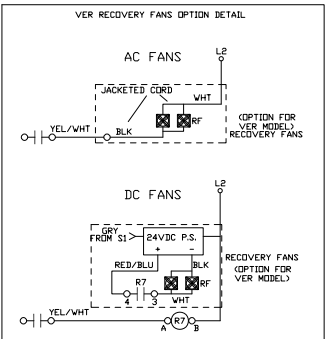 VER RECOVERY FANS OPTION DETAIL
AC FANS
L2
JACKETED CORD
WHT
RF
(OPTION FOR
VER MODEL)
RECOVERY FANS
YEL/WHT
BLK
DC FANS
L2
GRY
FROM S1
24VDC P.S.
+ -
RED/BLU
BLK
RECOVERY FANS
(OPTION FOR
VER MODEL)
R7
RF
4 3
WHT
YEL/WHT
A R7 B